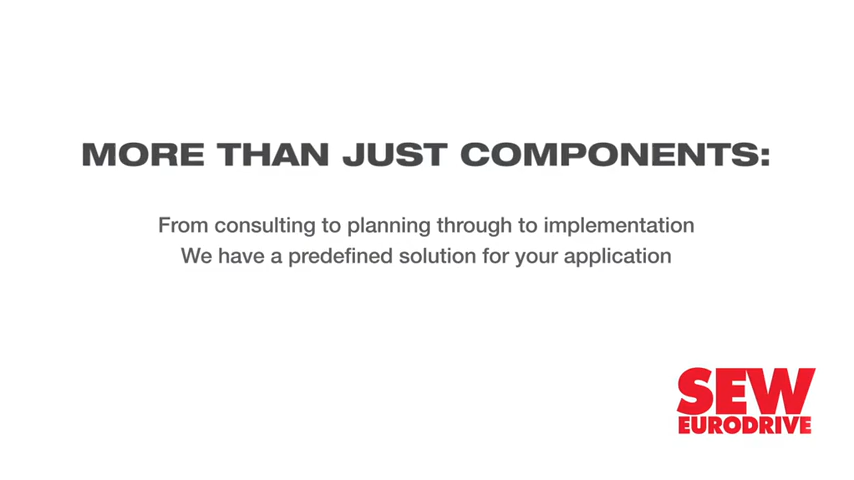 MORE THAN JUST COMPONENTS:
From consulting to planning through to implementation
We have a predefined solution for your application
SEW
EURODRIVE